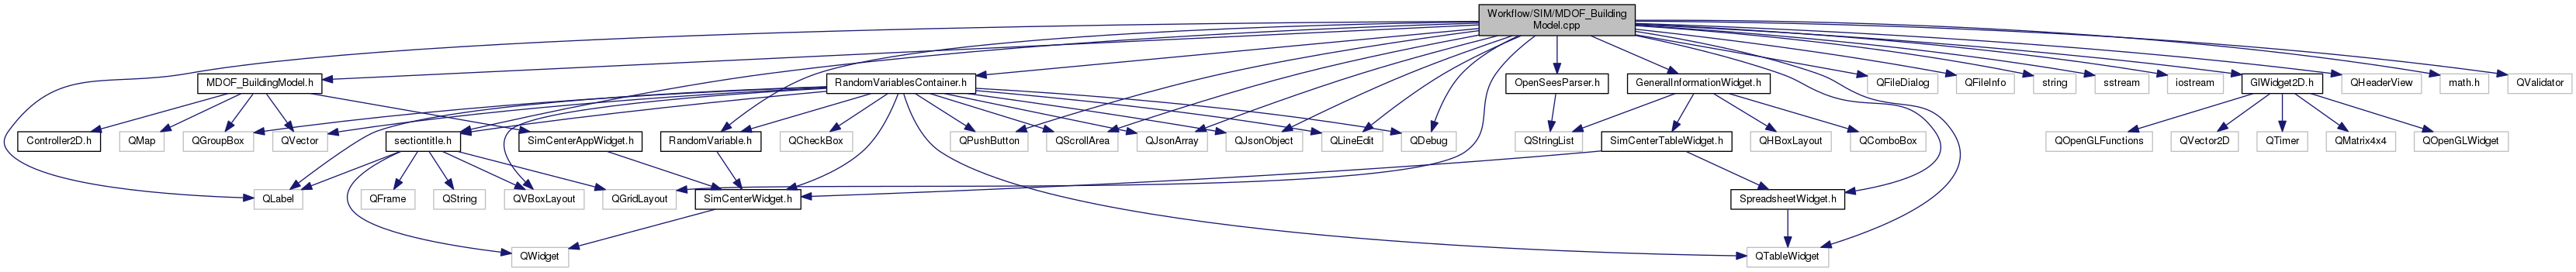 Workflow/SIM/MDOF_Building
Model.cpp
MDOF_BuildingModel.h
RandomVariablesContainer.h
OpenSeesParser.h
GeneralInformationWidget.h
QFileDialog
QFileInfo
string
sstream
iostream
GlWidget2D.h
QHeaderView
math.h
QValidator
Controller2D.h
QMap
QGroupBox
QVector
sectiontitle.h
SimCenterAppWidget.h
RandomVariable.h
QCheckBox
QPushButton
QScrollArea
QJsonArray
QJsonObject
QLineEdit
QDebug
QStringList
SimCenterTableWidget.h
QHBoxLayout
QComboBox
QOpenGLFunctions
QVector2D
QTimer
QMatrix4x4
QOpenGLWidget
QLabel
QFrame
QString
QVBoxLayout
QGridLayout
SimCenterWidget.h
SpreadsheetWidget.h
QWidget
QTableWidget